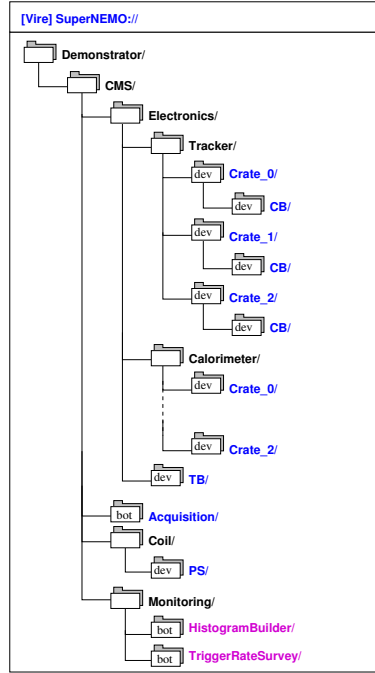 [Vire] SuperNEMO://
Demonstrator/
CMS/
Electronics/
Tracker/
dev Crate_0/
dev CB/
dev Crate_1/
dev CB/
dev Crate_2/
dev CB/
Calorimeter/
dev Crate_0/
dev Crate_2/
dev TB/
bot Acquisition/
Coil/
dev PS/
Monitoring/
bot HistogramBuilder/
bot TriggerRateSurvey/